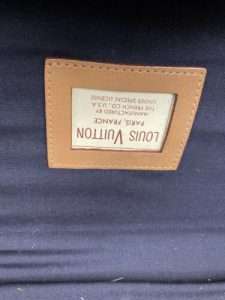 LOUIS VUITTON
PARIS, FRANCE
MANUFACTURED BY
THE FRENCH CO., U.S.A
UNDER SPECIAL LICENSE